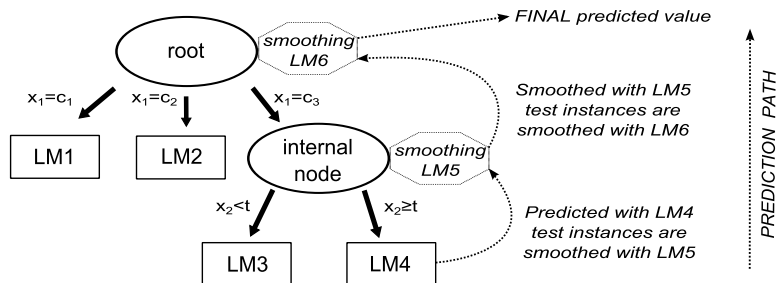 FINAL predicted value
root
smoothing
LM6
x₁=c₁
x₁=c₂
x₁=c₃
Smoothed with LM5
test instances are
smoothed with LM6
LM1
LM2
internal
node
smoothing
LM5
x₂<t
x₂≥t
Predicted with LM4
test instances are
smoothed with LM5
LM3
LM4
PREDICTION PATH